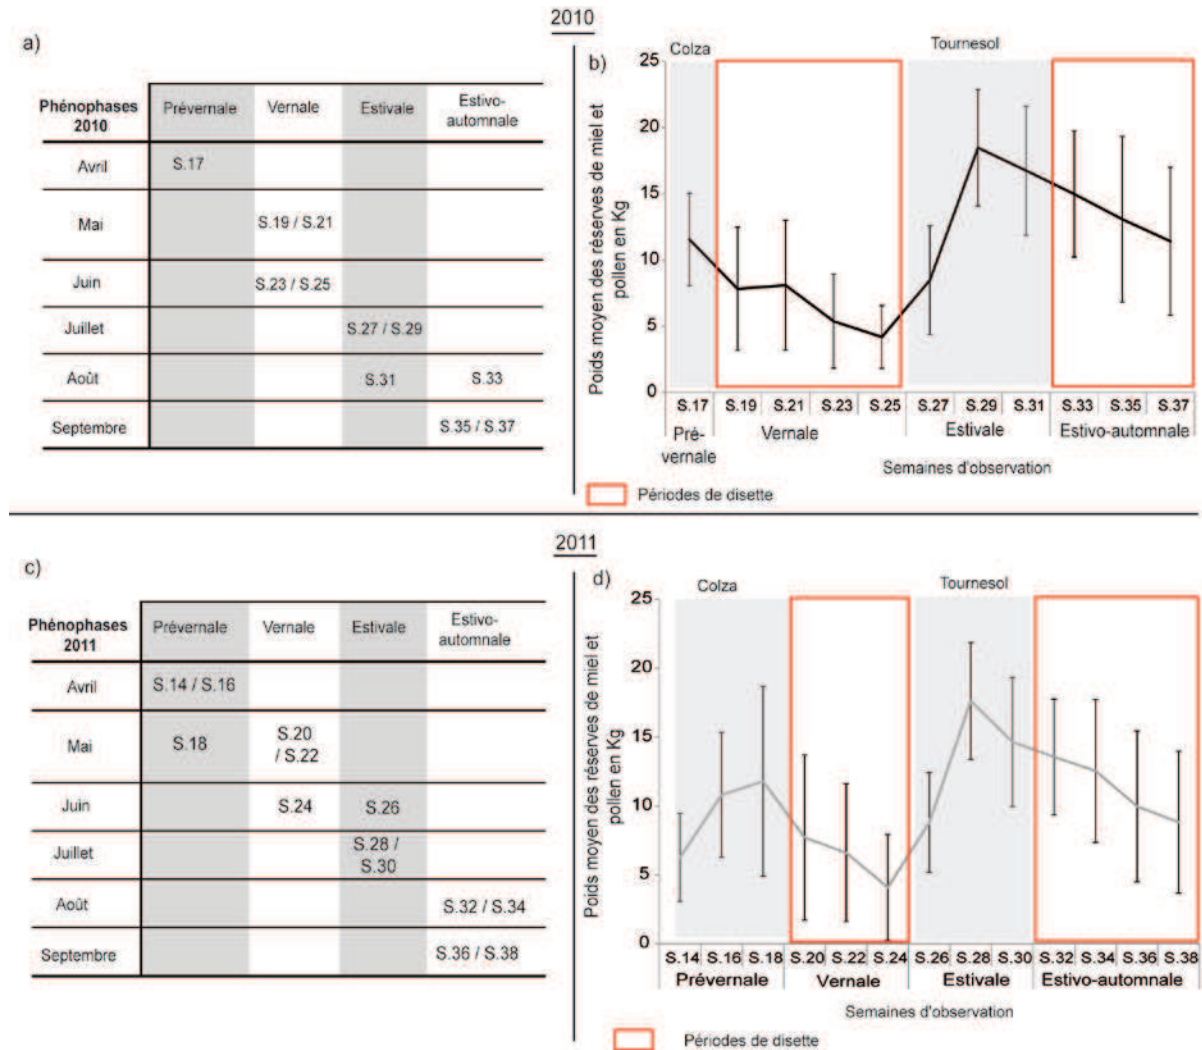 2010
a)
Phénophases 2010
Prévernale
Vernale
Estivale
Estivo-
automnale
Avril
S.17
Mai
S.19 / S.21
Juin
S.23 / S.25
Juillet
S.27 / S.29
Août
S.31
S.33
Septembre
S.35 / S.37
b)
Colza
Tournesol
Poids moyen des réserves de miel et
pollen en Kg
25
20
15
10
5
0
S.17 S.19 S.21 S.23 S.25 S.27 S.29 S.31 S.33 S.35 S.37
Pré-
vernale
Vernale
Estivale
Estivo-automnale
Semaines d'observation
Périodes de disette
2011
c)
Phénophases
2011
Prévernale
Vernale
Estivale
Estivo-
automnale
Avril
S.14 / S.16
Mai
S.18
S.20
/ S.22
Juin
S.24
S.26
Juillet
S.28 /
S.30
Août
S.32 / S.34
Septembre
S.36 / S.38
d)
Colza
Tournesol
Poids moyen des réserves de miel et
pollen en Kg
25
20
15
10
5
0
S.14 S.16 S.18 S.20 S.22 S.24 S.26 S.28 S.30 S.32 S.34 S.36 S.38
Prévernale
Vernale
Estivale
Estivo-automnale
Semaines d'observation
Périodes de disette